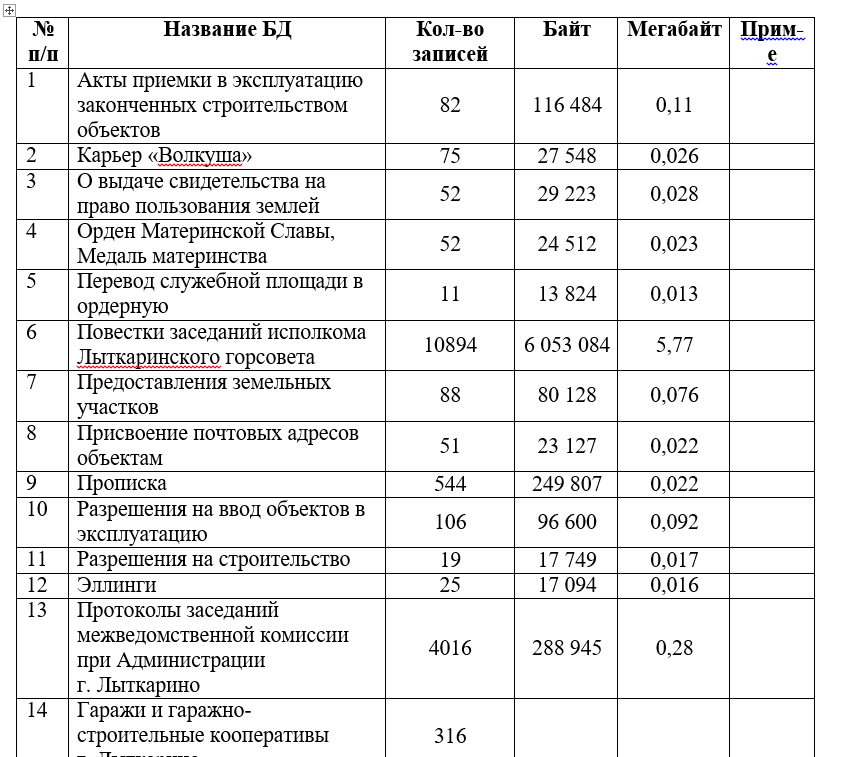 № Название БД Кол-во Байт Мегабайт Прим-
п/п записей е
1 Акты приемки в эксплуатацию
законченных строительством 82 116 484 0,11
объектов
2 Карьер «Волкуша» 75 27 548 0,026
3 О выдаче свидетельства на
право пользования землей 52 29 223 0,028
4 Орден Материнской Славы,
Медаль материнства 52 24 512 0,023
5 Перевод служебной площади в
ордерную 11 13 824 0,013
6 Повестки заседаний исполкома
Лыткаринского горсовета 10894 6 053 084 5,77
7 Предоставления земельных
участков 88 80 128 0,076
8 Присвоение почтовых адресов
объектам 51 23 127 0,022
9 Прописка 544 249 807 0,022
10 Разрешения на ввод объектов в
эксплуатацию 106 96 600 0,092
11 Разрешения на строительство 19 17 749 0,017
12 Эллинги 25 17 094 0,016
13 Протоколы заседаний
межведомственной комиссии
при Администрации 4016 288 945 0,28
г. Лыткарино
14 Гаражи и гаражно-
строительные кооперативы 316